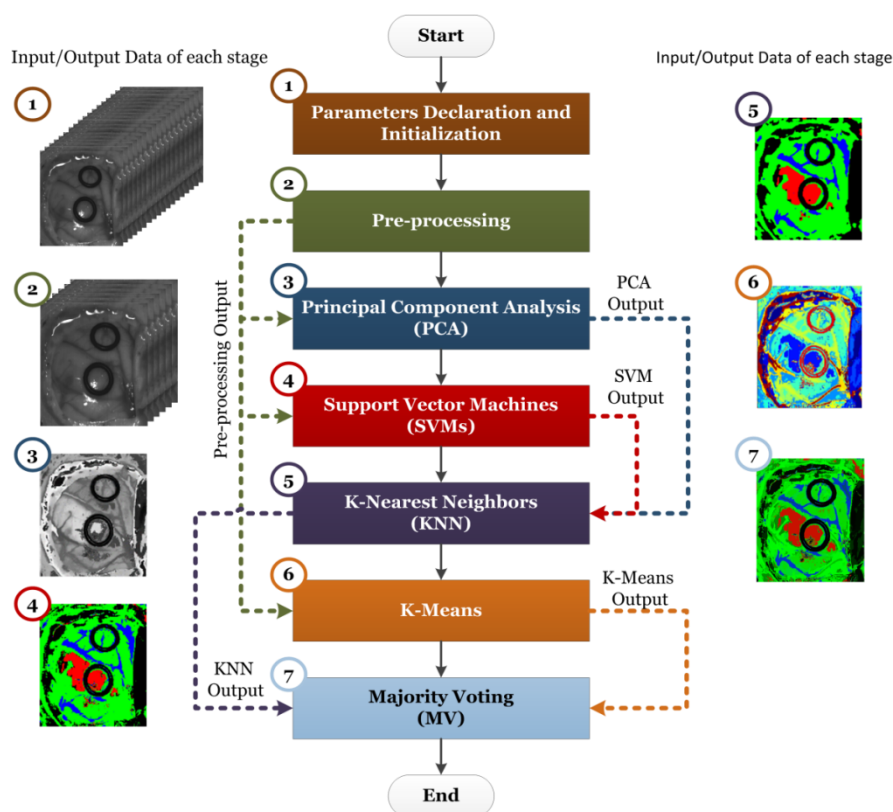 Start
Input/Output Data of each stage
Input/Output Data of each stage
1
1
Parameters Declaration and
Initialization
5
2
Pre-processing
2
3
Principal Component Analysis
(PCA)
PCA
Output
6
Pre-processing Output
4
Support Vector Machines
(SVMs)
SVM
Output
3
5
K-Nearest Neighbors
(KNN)
7
6
K-Means
K-Means
Output
4
KNN
Output
7
Majority Voting
(MV)
End